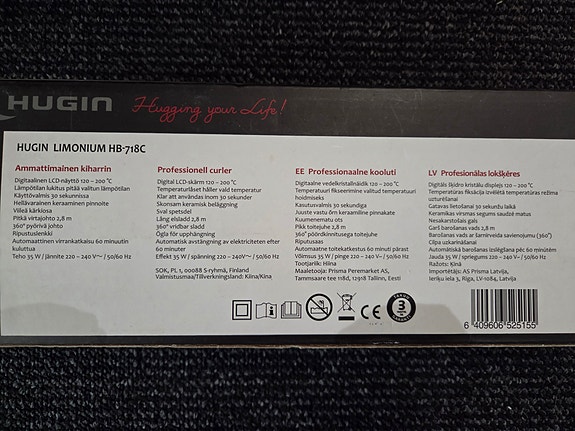 HUGIN Hugging your Life!
HUGIN LIMONIUM HB-718C
Ammattimainen kiharrin
Digitaalinen LCD-näyttö 120 – 200 °C
Lämpötilan lukitus pitää valitun lämpötilan
Käyttövalmis 30 sekunnissa
Hellävarainen keraaminen pinnoite
Viileä kärkiosa
Pitkä virtajohto 2,8 m
360° pyörivä johto
Ripustuslenkki
Automaattinen virrankatkaisu 60 minuutin
kuluttua
Teho 35 W / jännite 220 – 240 V~ / 50/60 Hz
Professionell curler
Digital LCD-skärm 120 – 200 °C
Temperaturlåset håller vald temperatur
Klar att användas inom 30 sekunder
Skonsam keramisk beläggning
Sval spetsdel
Lång elsladd 2,8 m
360° vridbar sladd
Ögla för upphängning
Automatisk avstängning av elektriciteten efter
60 minuter
Effekt 35 W / spänning 220 – 240V~ / 50/60 Hz
SOK, PL 1, 00088 S-ryhmä, Finland
Valmistusmaa/Tillverkningsland: Kiina/Kina
EE Professionaalne kooluti
Digitaalne vedelkristallnäidik 120 – 200 °C
Temperatuuri fikseerimine valitud temperatuuri
hoidmiseks
Kasutusvalmis 30 sekundiga
Juuste vastu õrn keraamiline pinnakate
Kuumenematu ots
Pikk toitejuhe 2,8 m
360° pöördühendusega toitejuhe
Riputusaas
Automaatne toitekatkestus 60 minuti pärast
Võimsus 35 W / pinge 220 – 240 V~ / 50/60 Hz
Tootjariik: Hiina
Maaletooja: Prisma Peremarket AS,
Tammsaare tee 118d, 12918 Tallinn, Eesti
LV Profesionālas lokšķēres
Digitāls šķidro kristālu displejs 120 – 200 °C
Temperatūras fiksācija izvēlētā temperatūras režīma
uzturēšanai
Gatavas lietošanai 30 sekunžu laikā
Keramikas virsmas segums saudzē matus
Nesakarstošais gals
Garš barošanas vads 2,8 m
Barošanas vads ar šarnirveida savienojumu (360°)
Cilpa uzkarināšanai
Automātiskā barošanas izslēgšana pēc 60 minūtēm
Jauda 35 W / spriegums 220 – 240 V~ / 50/60 Hz
Ražots: Ķīnā
Importētājs: AS Prisma Latvija,
Ieriķu iela 3, Rīga, LV-1084, Latvija
CE
3
6 409606 525155